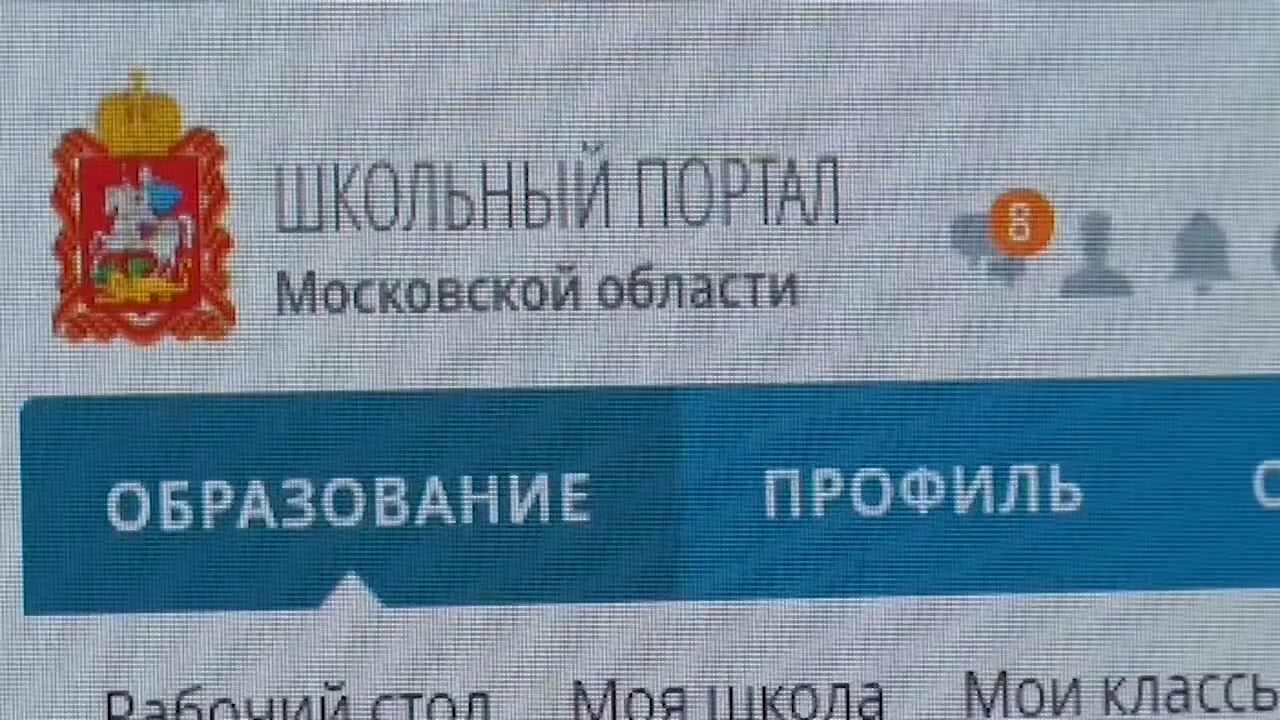 ШКОЛЬНЫЙ ПОРТАЛ
8
Московской области
ОБРАЗОВАНИЕ ПРОФИЛЬ
Рабочий стол Моя школа Мои классы